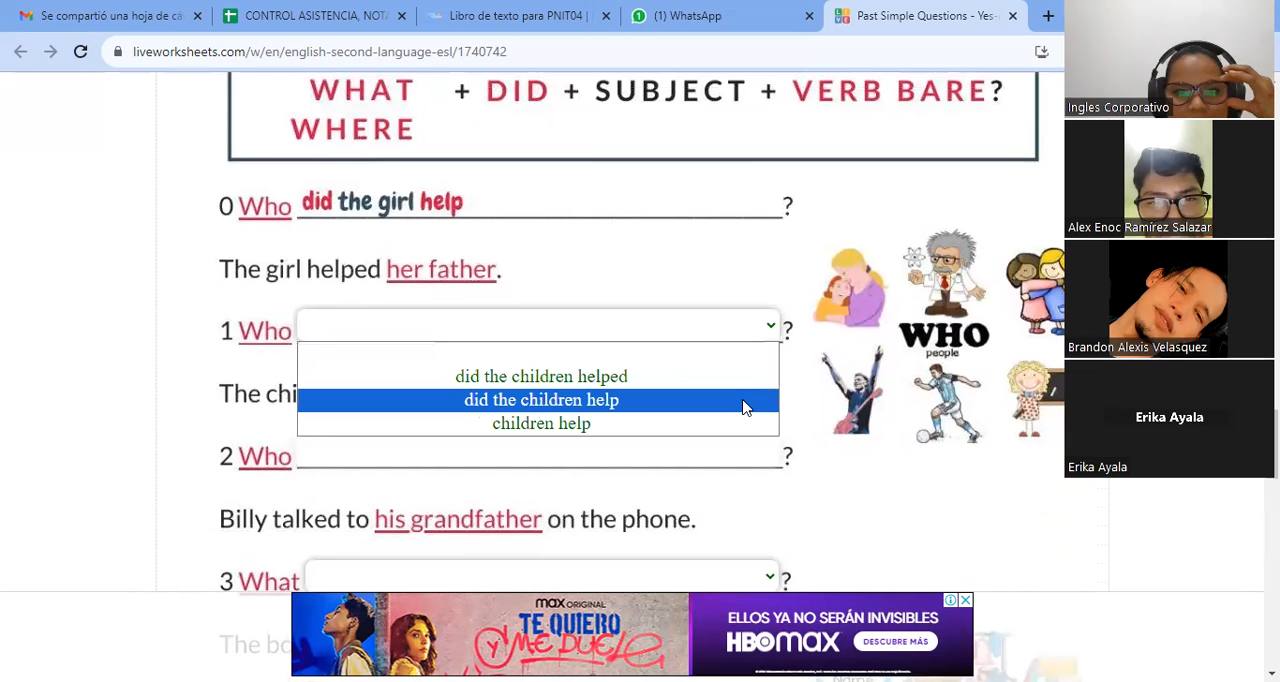 Se compartió una hoja de cá
CONTROL ASISTENCIA, NOTA
Libro de texto para PNIT04 |
(1) WhatsApp
Past Simple Questions - Yes-
liveworksheets.com/w/en/english-second-language-esl/1740742
WHAT + DID + SUBJECT + VERB BARE?
WHERE
0 Who did the girl help ?
The girl helped her father.
1 Who ?
did the children helped
The chi
did the children help
children help
2 Who ?
Billy talked to his grandfather on the phone.
3 What ?
The bo
WHO
people
max ORIGINAL
TE QUIERO
Y ME DUELE
ELLOS YA NO SERÁN INVISIBLES
HBOMAX
DESCUBRE MÁS
Name
Ingles Corporativo
Alex Enoc Ramírez Salazar
Brandon Alexis Velasquez
Erika Ayala
Erika Ayala